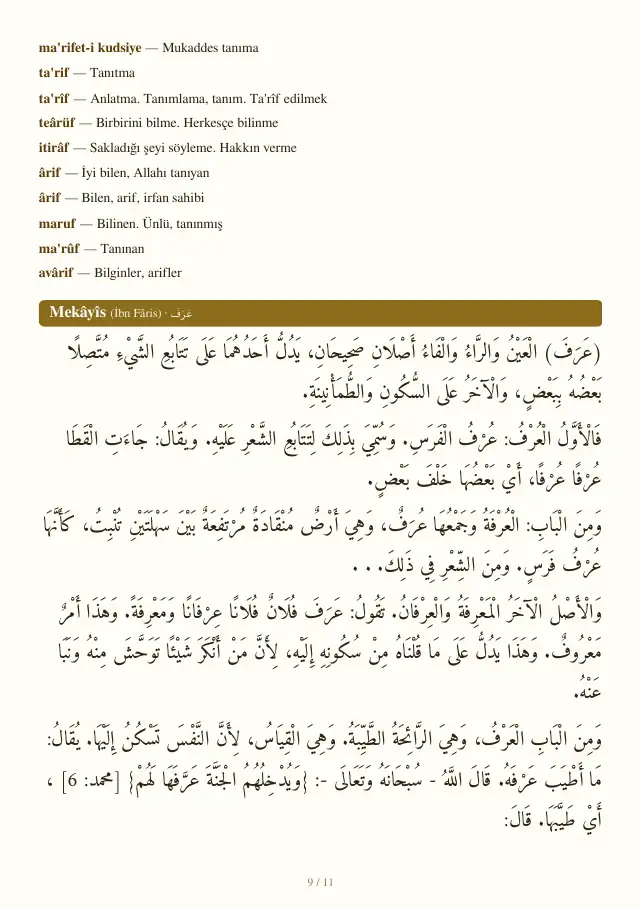 ma'rifet-i kudsiye — Mukaddes tanıma
ta'rif — Tanıtma
ta'rîf — Anlatma. Tanımlama, tanım. Ta'rîf edilmek
teârüf — Birbirini bilme. Herkesçe bilinme
itirâf — Sakladığı şeyi söyleme. Hakkın verme
ârif — İyi bilen, Allahı tanıyan
ârif — Bilen, arif, irfan sahibi
maruf — Bilinen. Ünlü, tanınmış
ma'rûf — Tanınan
avârif — Bilginler, arifler
Mekâyîs (İbn Fâris) · عَرَف
(عَرَفَ) الْعَيْنُ وَالرَّاءُ وَالْفَاءُ أَصْلَانِ صَحِيحَانِ، يَدُلُّ أَحَدُهُمَا عَلَى تَتَابُعِ الشَّيْءِ مُتَّصِلًا
بَعْضُهُ بِبَعْضٍ، وَالْآخَرُ عَلَى السُّكُونِ وَالطُّمَأْنِينَةِ.
فَالْأَوَّلُ الْعُرْفُ: عُرْفُ الْفَرَسِ. وَسُمِّيَ بِذَلِكَ لِتَتَابُعِ الشَّعْرِ عَلَيْهِ. وَيُقَالُ: جَاءَتِ الْقَطَا
عُرْفًا عُرْفًا، أَيْ بَعْضُهَا خَلْفَ بَعْضٍ.
وَمِنَ الْبَابِ: الْعُرْفَةُ وَجَمْعُهَا عُرَفٌ، وَهِيَ أَرْضٌ مُنْقَادَةٌ مُرْتَفِعَةٌ بَيْنَ سَهْلَتَيْنِ تُنْبِتُ، كَأَنَّهَا
عُرْفُ فَرَسٍ. وَمِنَ الشِّعْرِ فِي ذَلِكَ. . .
وَالْأَصْلُ الْآخَرُ الْمَعْرِفَةُ وَالْعِرْفَانُ. تَقُولُ: عَرَفَ فُلَانٌ فُلَانًا عِرْفَانًا وَمَعْرِفَةً. وَهَذَا أَمْرٌ
مَعْرُوفٌ. وَهَذَا يَدُلُّ عَلَى مَا قُلْنَاهُ مِنْ سُكُونِهِ إِلَيْهِ، لِأَنَّ مَنْ أَنْكَرَ شَيْئًا تَوَحَّشَ مِنْهُ وَنَبَا
عَنْهُ.
وَمِنَ الْبَابِ الْعَرْفُ، وَهِيَ الرَّائِحَةُ الطَّيِّبَةُ. وَهِيَ الْقِيَاسُ، لِأَنَّ النَّفْسَ تَسْكُنُ إِلَيْهَا. يُقَالُ:
مَا أَطْيَبَ عَرْفَهُ. قَالَ اللَّهُ - سُبْحَانَهُ وَتَعَالَى -: {وَيُدْخِلُهُمُ الْجَنَّةَ عَرَّفَهَا لَهُمْ} [محمد: 6] ،
أَيْ طَيَّبَهَا. قَالَ:
9 / 11